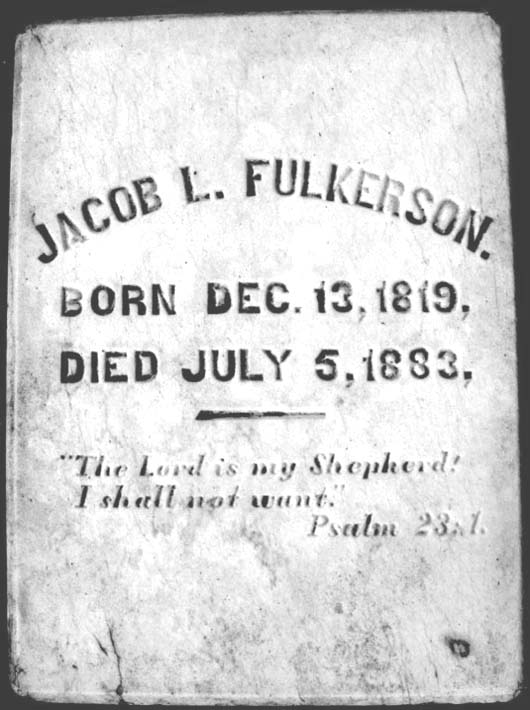 JACOB L. FULKERSON.
BORN DEC. 13, 1819,
DIED JULY 5, 1883.
"The Lord is my Shepherd!
I shall not want."
Psalm 23:1.